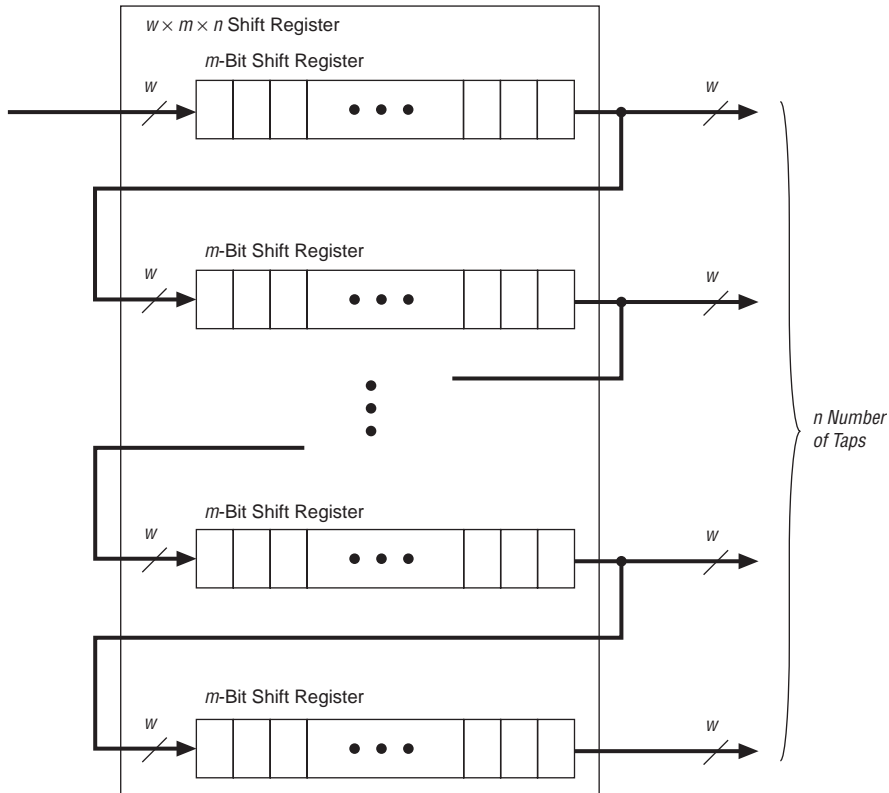 w × m × n Shift Register
m-Bit Shift Register
w
w
m-Bit Shift Register
w
w
n Number
of Taps
m-Bit Shift Register
w
w
m-Bit Shift Register
w
w